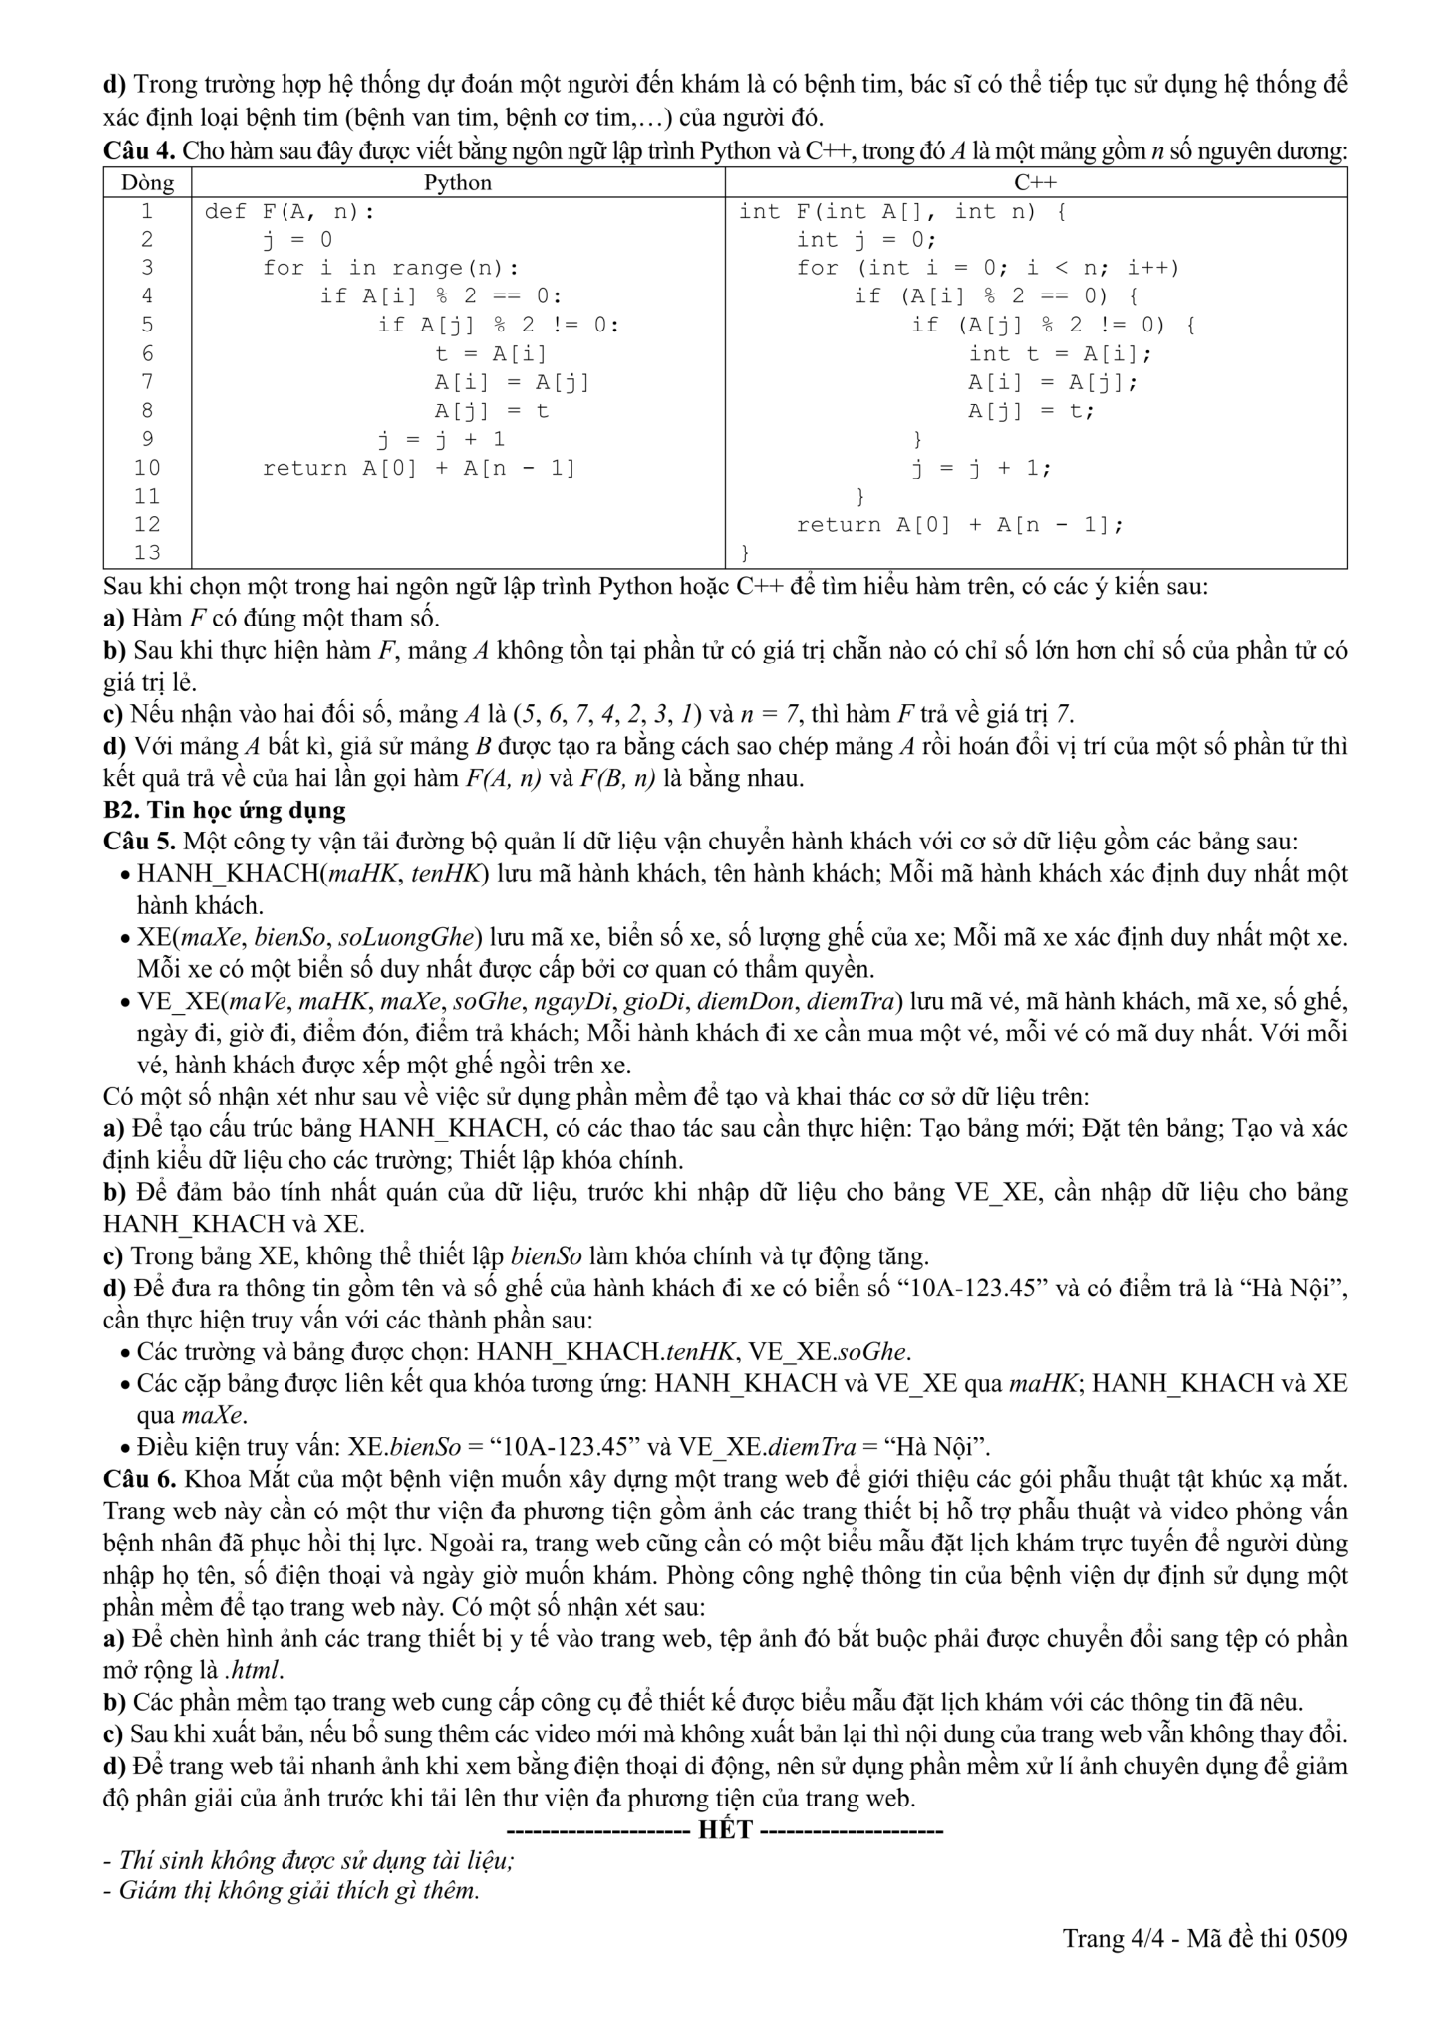 d) Trong trường hợp hệ thống dự đoán một người đến khám là có bệnh tim, bác sĩ có thể tiếp tục sử dụng hệ thống để
xác định loại bệnh tim (bệnh van tim, bệnh cơ tim,…) của người đó.
Câu 4. Cho hàm sau đây được viết bằng ngôn ngữ lập trình Python và C++, trong đó A là một mảng gồm n số nguyên dương:
Dòng Python C++
1 def F(A, n): int F(int A[], int n) {
2 j = 0 int j = 0;
3 for i in range(n): for (int i = 0; i < n; i++)
4 if A[i] % 2 == 0: if (A[i] % 2 == 0) {
5 if A[j] % 2 != 0: if (A[j] % 2 != 0) {
6 t = A[i] int t = A[i];
7 A[i] = A[j] A[i] = A[j];
8 A[j] = t A[j] = t;
9 j = j + 1 }
10 return A[0] + A[n - 1] j = j + 1;
11 }
12 return A[0] + A[n - 1];
13 }
Sau khi chọn một trong hai ngôn ngữ lập trình Python hoặc C++ để tìm hiểu hàm trên, có các ý kiến sau:
a) Hàm F có đúng một tham số.
b) Sau khi thực hiện hàm F, mảng A không tồn tại phần tử có giá trị chẵn nào có chỉ số lớn hơn chỉ số của phần tử có
giá trị lẻ.
c) Nếu nhận vào hai đối số, mảng A là (5, 6, 7, 4, 2, 3, 1) và n = 7, thì hàm F trả về giá trị 7.
d) Với mảng A bất kì, giả sử mảng B được tạo ra bằng cách sao chép mảng A rồi hoán đổi vị trí của một số phần tử thì
kết quả trả về của hai lần gọi hàm F(A, n) và F(B, n) là bằng nhau.
B2. Tin học ứng dụng
Câu 5. Một công ty vận tải đường bộ quản lí dữ liệu vận chuyển hành khách với cơ sở dữ liệu gồm các bảng sau:
• HANH_KHACH(maHK, tenHK) lưu mã hành khách, tên hành khách; Mỗi mã hành khách xác định duy nhất một
hành khách.
• XE(maXe, bienSo, soLuongGhe) lưu mã xe, biển số xe, số lượng ghế của xe; Mỗi mã xe xác định duy nhất một xe.
Mỗi xe có một biển số duy nhất được cấp bởi cơ quan có thẩm quyền.
• VE_XE(maVe, maHK, maXe, soGhe, ngayDi, gioDi, diemDon, diemTra) lưu mã vé, mã hành khách, mã xe, số ghế,
ngày đi, giờ đi, điểm đón, điểm trả khách; Mỗi hành khách đi xe cần mua một vé, mỗi vé có mã duy nhất. Với mỗi
vé, hành khách được xếp một ghế ngồi trên xe.
Có một số nhận xét như sau về việc sử dụng phần mềm để tạo và khai thác cơ sở dữ liệu trên:
a) Để tạo cấu trúc bảng HANH_KHACH, có các thao tác sau cần thực hiện: Tạo bảng mới; Đặt tên bảng; Tạo và xác
định kiểu dữ liệu cho các trường; Thiết lập khóa chính.
b) Để đảm bảo tính nhất quán của dữ liệu, trước khi nhập dữ liệu cho bảng VE_XE, cần nhập dữ liệu cho bảng
HANH_KHACH và XE.
c) Trong bảng XE, không thể thiết lập bienSo làm khóa chính và tự động tăng.
d) Để đưa ra thông tin gồm tên và số ghế của hành khách đi xe có biển số “10A-123.45” và có điểm trả là “Hà Nội”,
cần thực hiện truy vấn với các thành phần sau:
• Các trường và bảng được chọn: HANH_KHACH.tenHK, VE_XE.soGhe.
• Các cặp bảng được liên kết qua khóa tương ứng: HANH_KHACH và VE_XE qua maHK; HANH_KHACH và XE
qua maXe.
• Điều kiện truy vấn: XE.bienSo = “10A-123.45” và VE_XE.diemTra = “Hà Nội”.
Câu 6. Khoa Mắt của một bệnh viện muốn xây dựng một trang web để giới thiệu các gói phẫu thuật tật khúc xạ mắt.
Trang web này cần có một thư viện đa phương tiện gồm ảnh các trang thiết bị hỗ trợ phẫu thuật và video phỏng vấn
bệnh nhân đã phục hồi thị lực. Ngoài ra, trang web cũng cần có một biểu mẫu đặt lịch khám trực tuyến để người dùng
nhập họ tên, số điện thoại và ngày giờ muốn khám. Phòng công nghệ thông tin của bệnh viện dự định sử dụng một
phần mềm để tạo trang web này. Có một số nhận xét sau:
a) Để chèn hình ảnh các trang thiết bị y tế vào trang web, tệp ảnh đó bắt buộc phải được chuyển đổi sang tệp có phần
mở rộng là .html.
b) Các phần mềm tạo trang web cung cấp công cụ để thiết kế được biểu mẫu đặt lịch khám với các thông tin đã nêu.
c) Sau khi xuất bản, nếu bổ sung thêm các video mới mà không xuất bản lại thì nội dung của trang web vẫn không thay đổi.
d) Để trang web tải nhanh ảnh khi xem bằng điện thoại di động, nên sử dụng phần mềm xử lí ảnh chuyên dụng để giảm
độ phân giải của ảnh trước khi tải lên thư viện đa phương tiện của trang web.
--------------------- HẾT ---------------------
- Thí sinh không được sử dụng tài liệu;
- Giám thị không giải thích gì thêm.
Trang 4/4 - Mã đề thi 0509